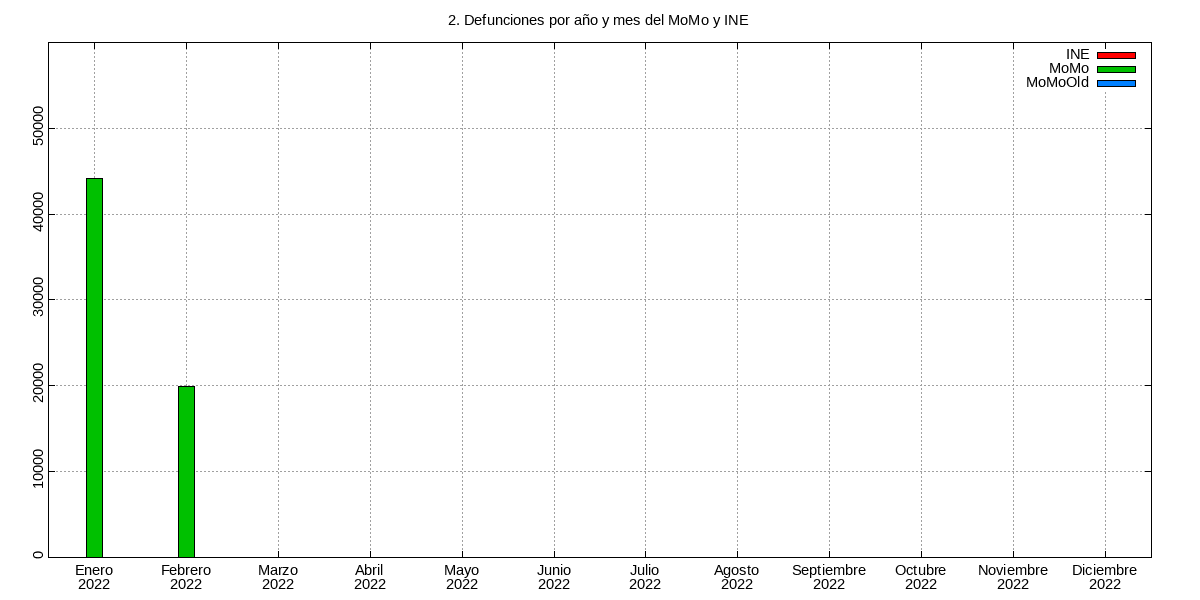 2. Defunciones por año y mes del MoMo y INE
INE
MoMo
MoMoOld
50000
40000
30000
20000
10000
0
Enero Febrero Marzo Abril Mayo Junio Julio Agosto Septiembre Octubre Noviembre Diciembre
2022 2022 2022 2022 2022 2022 2022 2022 2022 2022 2022 2022